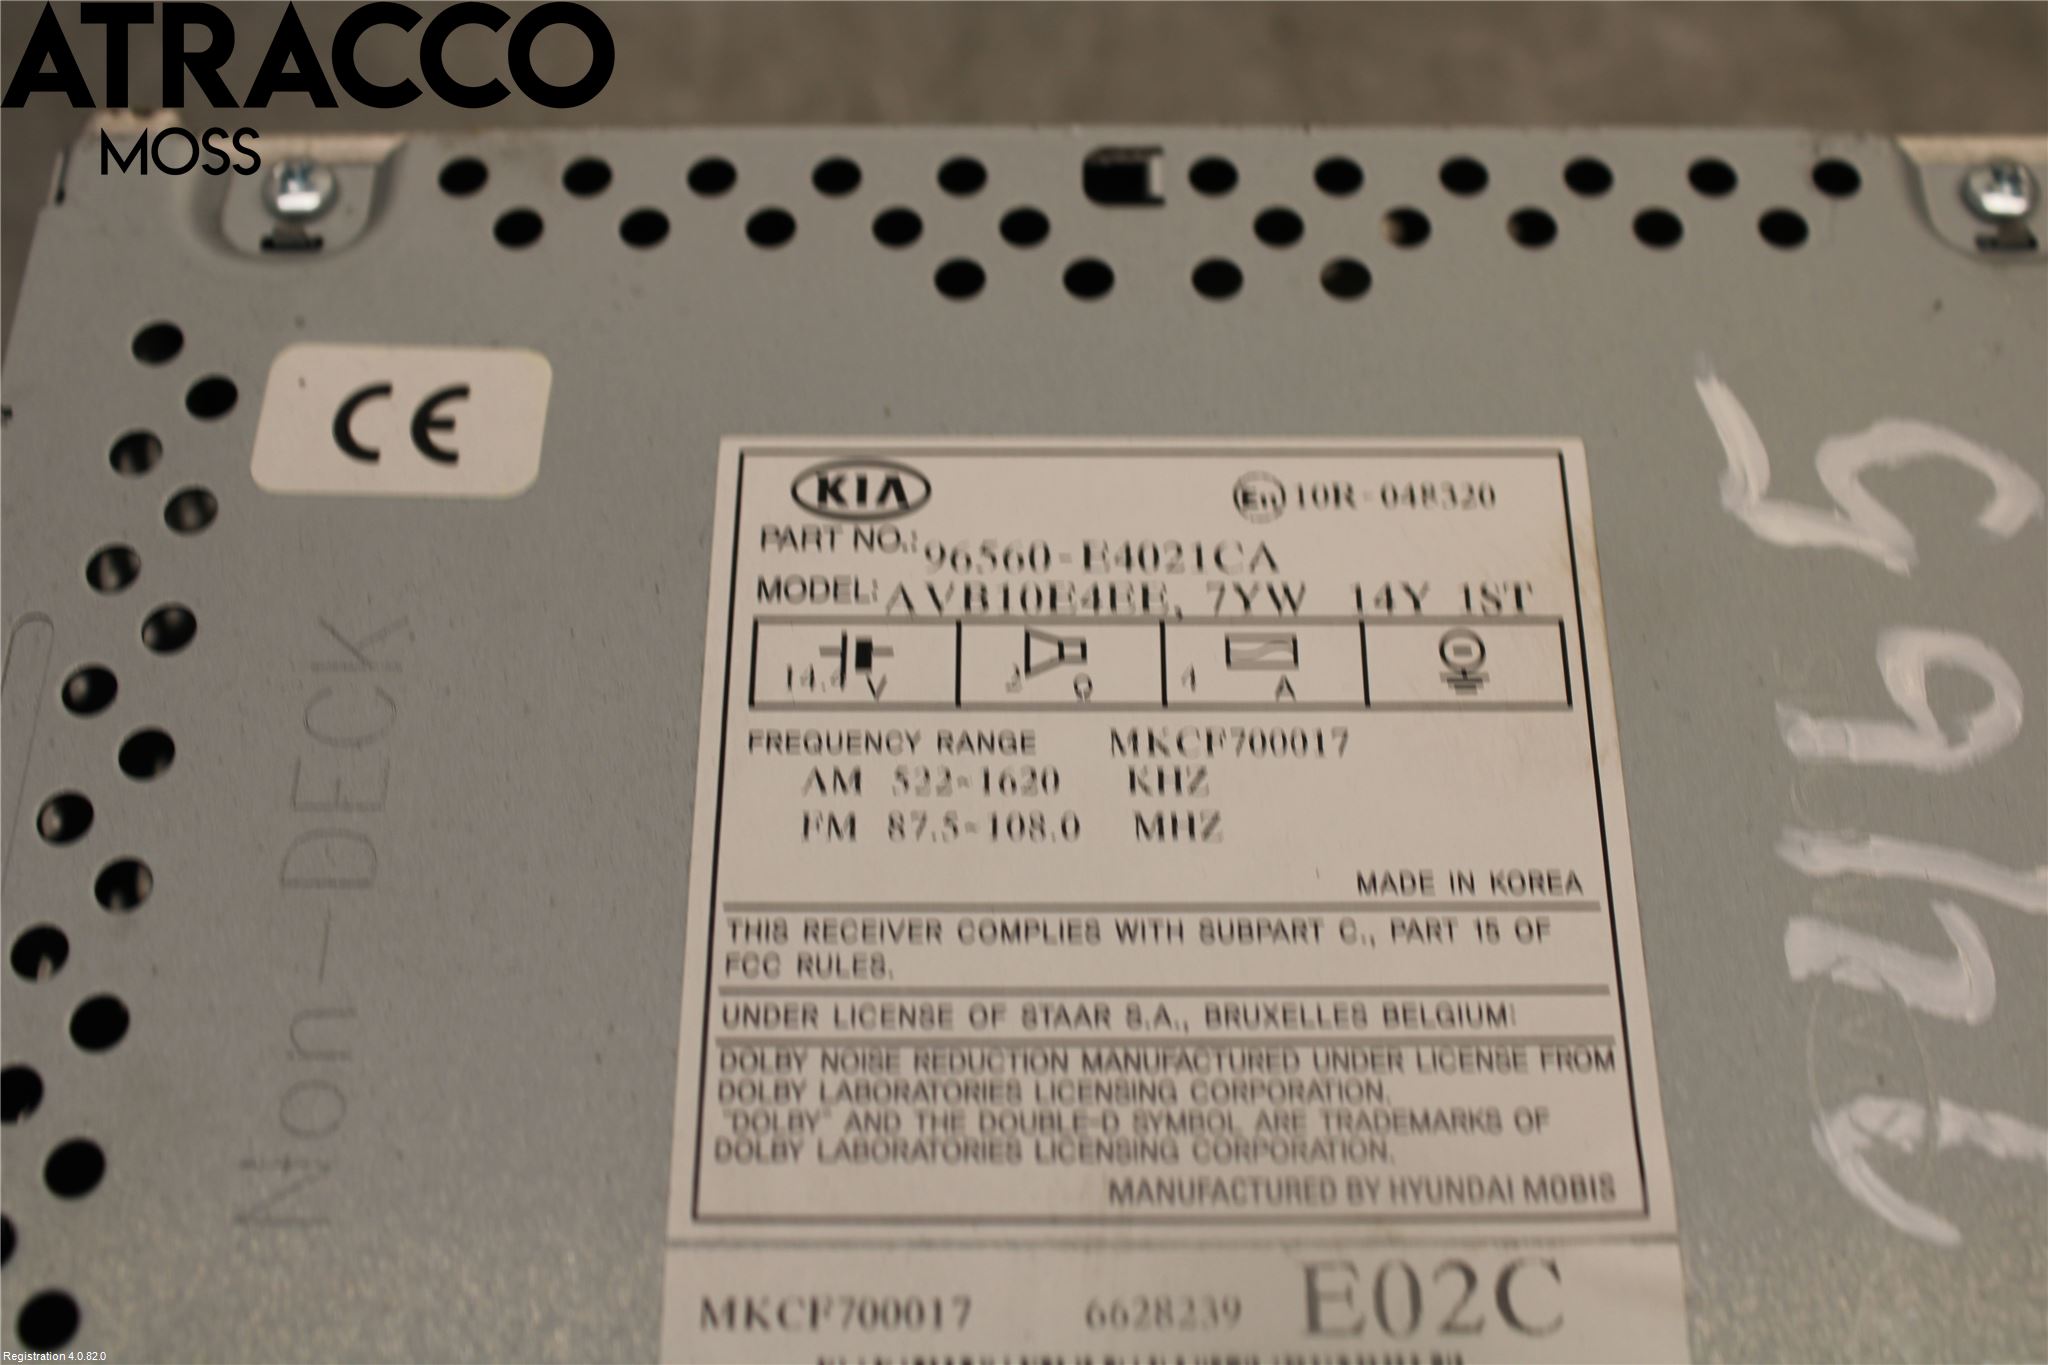 ATRACCO
MOSS
CE
KIA
10R-048320
PART NO.: 96560-E4021CA
MODEL: AVB10E4EE, 7YW 14Y 1ST
14.4 V
Ω
4 A
FREQUENCY RANGE MKCF700017
AM 522~1620 KHZ
FM 87.5~108.0 MHZ
MADE IN KOREA
THIS RECEIVER COMPLIES WITH SUBPART C., PART 15 OF
FCC RULES.
UNDER LICENSE OF STAAR S.A., BRUXELLES BELGIUM:
DOLBY NOISE REDUCTION MANUFACTURED UNDER LICENSE FROM
DOLBY LABORATORIES LICENSING CORPORATION.
"DOLBY" AND THE DOUBLE-D SYMBOL ARE TRADEMARKS OF
DOLBY LABORATORIES LICENSING CORPORATION.
MANUFACTURED BY HYUNDAI MOBIS
MKCF700017 6628239 E02C
Non-DECK
Registration 4.0.82.0